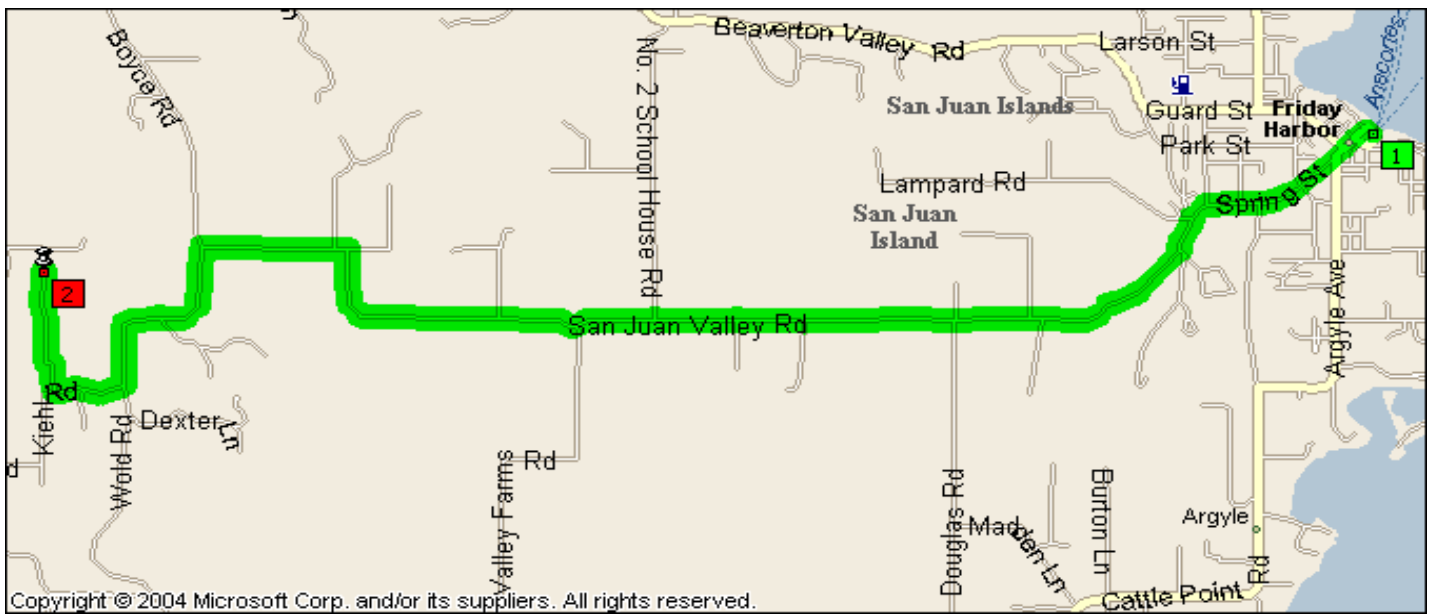 Boyce Rd
Beaverton Valley Rd
Larson St
Anacortes
No. 2 School House Rd
San Juan Islands
Guard St
Friday
Harbor
Park St
1
Lampard Rd
Spring St
San Juan
Island
2
San Juan Valley Rd
Argyle Ave
Kiehl Rd
Dexter Ln
Wold Rd
Valley Farms Rd
Douglas Rd
Madden Ln
Burton Ln
Argyle
Cattle Point Rd
Copyright © 2004 Microsoft Corp. and/or its suppliers. All rights reserved.